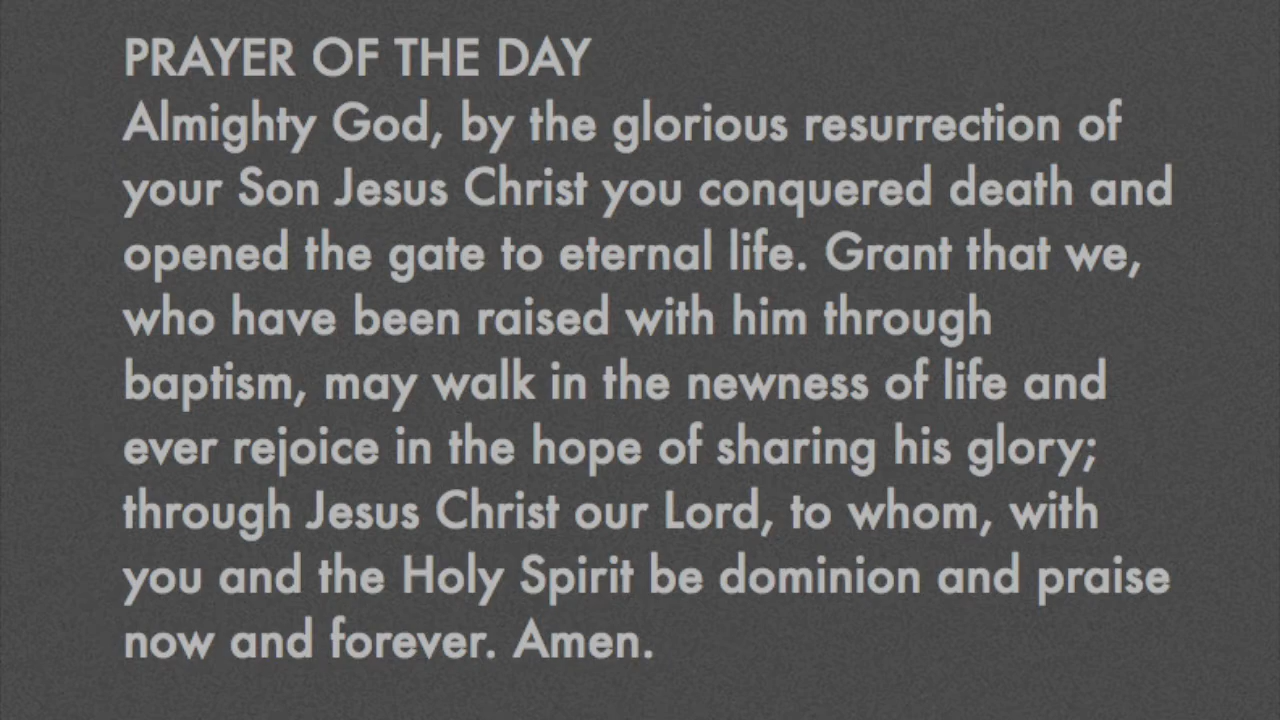 PRAYER OF THE DAY
Almighty God, by the glorious resurrection of
your Son Jesus Christ you conquered death and
opened the gate to eternal life. Grant that we,
who have been raised with him through
baptism, may walk in the newness of life and
ever rejoice in the hope of sharing his glory;
through Jesus Christ our Lord, to whom, with
you and the Holy Spirit be dominion and praise
now and forever. Amen.